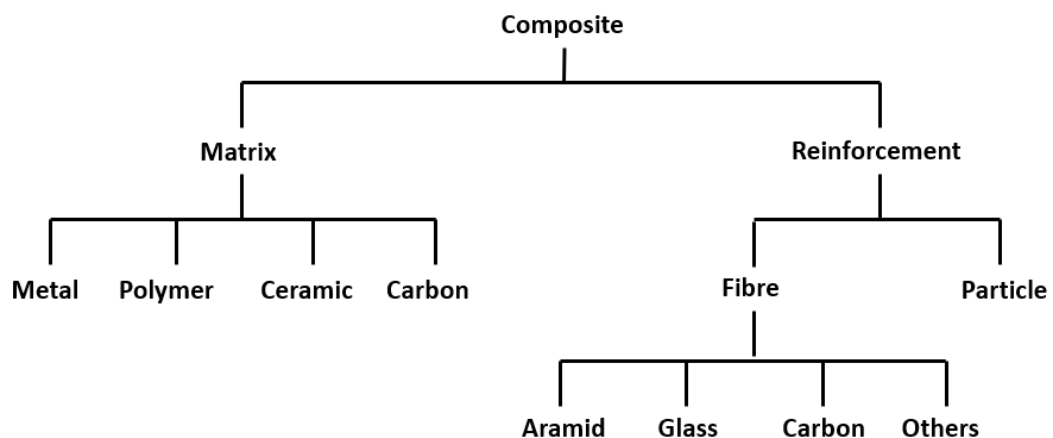 Composite
Matrix Reinforcement
Metal Polymer Ceramic Carbon Fibre Particle
Aramid Glass Carbon Others